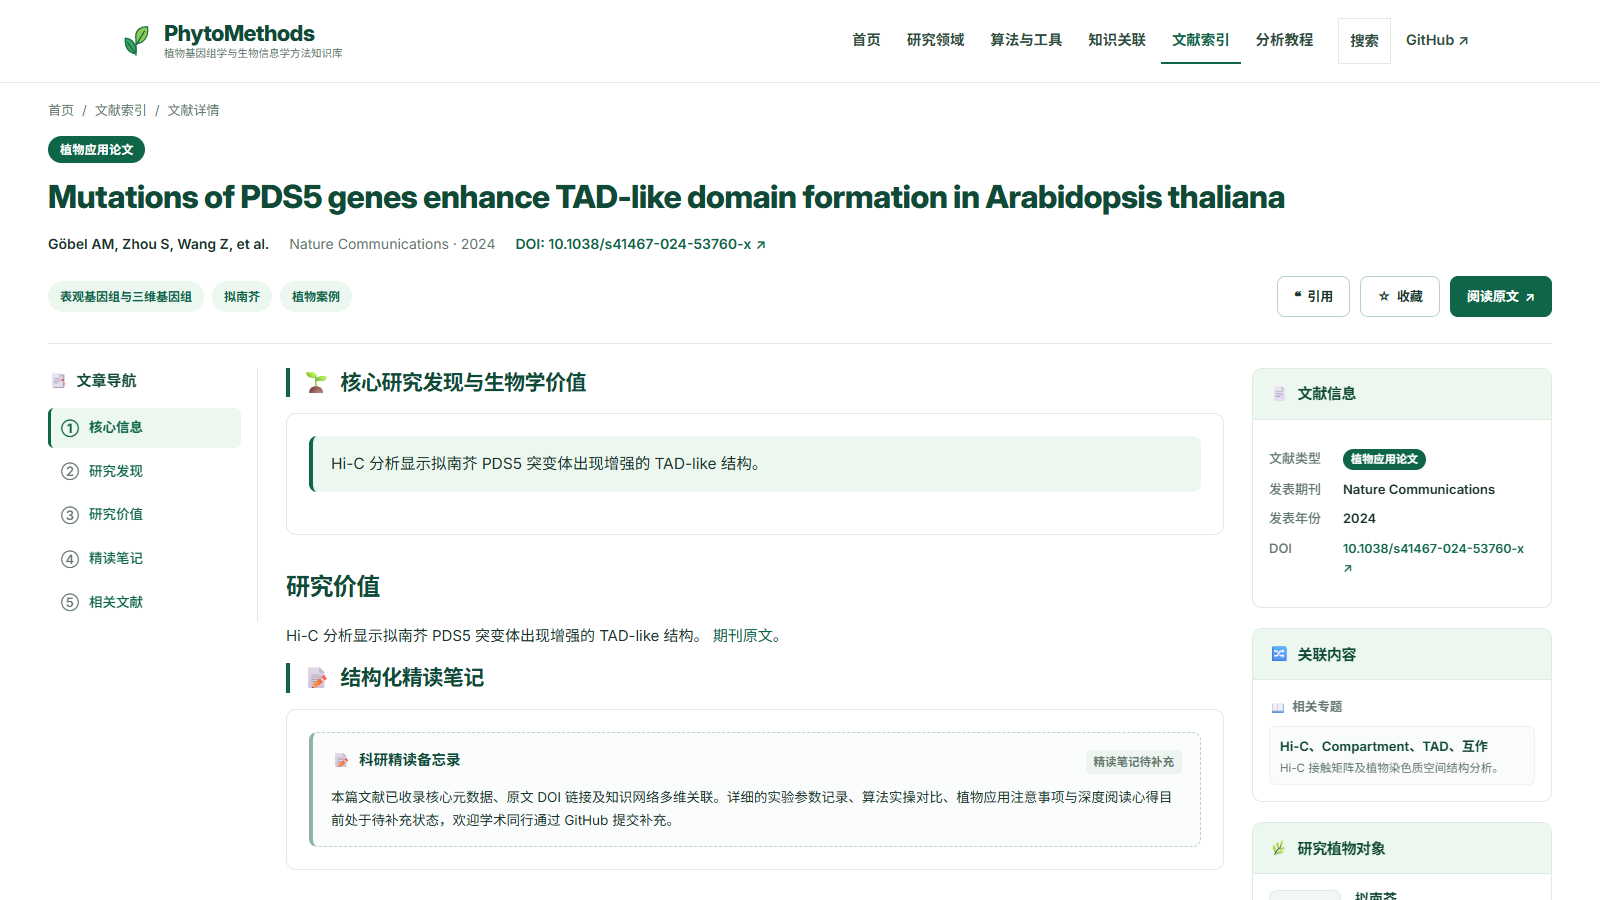 PhytoMethods
植物基因组学与生物信息学方法知识库
首页
研究领域
算法与工具
知识关联
文献索引
分析教程
搜索
GitHub ↗
首页 / 文献索引 / 文献详情
植物应用论文
Mutations of PDS5 genes enhance TAD-like domain formation in Arabidopsis thaliana
Göbel AM, Zhou S, Wang Z, et al. Nature Communications · 2024 DOI: 10.1038/s41467-024-53760-x ↗
表观基因组与三维基因组
拟南芥
植物案例
❝ 引用
☆ 收藏
阅读原文 ↗
文章导航
① 核心信息
② 研究发现
③ 研究价值
④ 精读笔记
⑤ 相关文献
核心研究发现与生物学价值
Hi-C 分析显示拟南芥 PDS5 突变体出现增强的 TAD-like 结构。
研究价值
Hi-C 分析显示拟南芥 PDS5 突变体出现增强的 TAD-like 结构。 期刊原文。
结构化精读笔记
科研精读备忘录
精读笔记待补充
本篇文献已收录核心元数据、原文 DOI 链接及知识网络多维关联。详细的实验参数记录、算法实操对比、植物应用注意事项与深度阅读心得目
前处于待补充状态，欢迎学术同行通过 GitHub 提交补充。
文献信息
文献类型 植物应用论文
发表期刊 Nature Communications
发表年份 2024
DOI 10.1038/s41467-024-53760-x
↗
关联内容
相关专题
Hi-C、Compartment、TAD、互作
Hi-C 接触矩阵及植物染色质空间结构分析。
研究植物对象
拟南芥